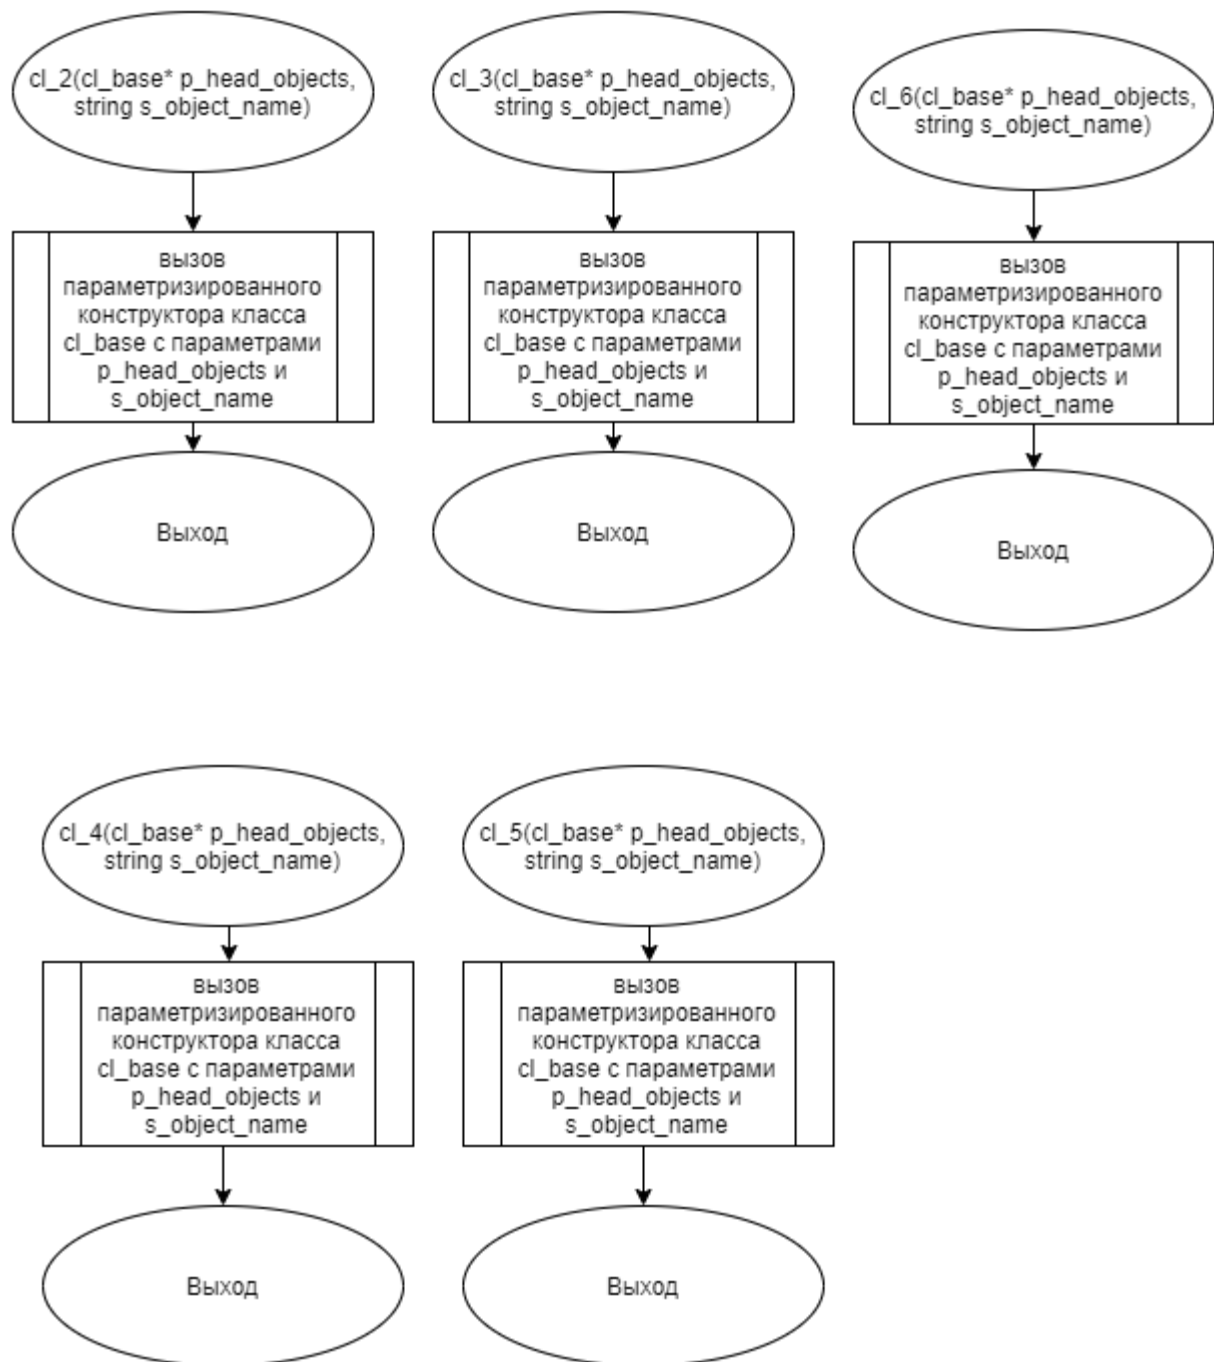 cl_2(cl_base* p_head_objects,
string s_object_name)
вызов
параметризированного
конструктора класса
cl_base с параметрами
p_head_objects и
s_object_name
Выход
cl_3(cl_base* p_head_objects,
string s_object_name)
вызов
параметризированного
конструктора класса
cl_base с параметрами
p_head_objects и
s_object_name
Выход
cl_6(cl_base* p_head_objects,
string s_object_name)
вызов
параметризированного
конструктора класса
cl_base с параметрами
p_head_objects и
s_object_name
Выход
cl_4(cl_base* p_head_objects,
string s_object_name)
вызов
параметризированного
конструктора класса
cl_base с параметрами
p_head_objects и
s_object_name
Выход
cl_5(cl_base* p_head_objects,
string s_object_name)
вызов
параметризированного
конструктора класса
cl_base с параметрами
p_head_objects и
s_object_name
Выход